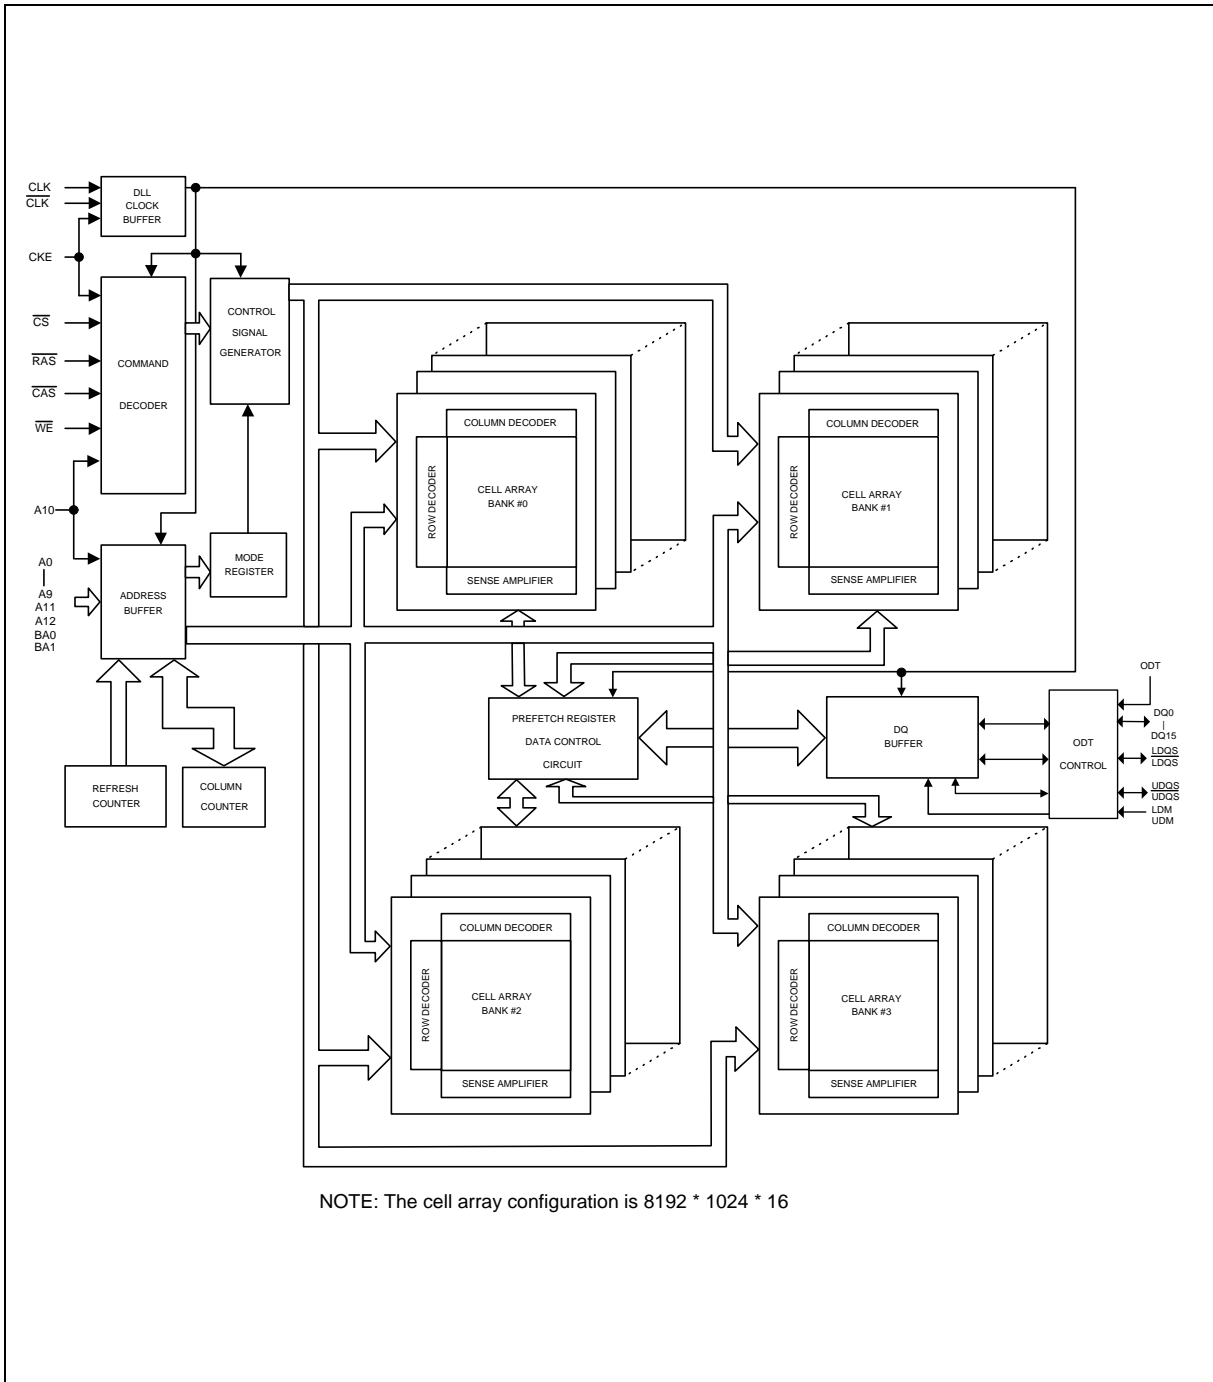 CLK
CLK
CKE
CS
RAS
CAS
WE
A10
A0
A9
A11
A12
BA0
BA1
DLL
CLOCK
BUFFER
COMMAND
DECODER
CONTROL
SIGNAL
GENERATOR
MODE
REGISTER
ADDRESS
BUFFER
REFRESH
COUNTER
COLUMN
COUNTER
COLUMN DECODER
ROW DECODER
CELL ARRAY
BANK #0
SENSE AMPLIFIER
COLUMN DECODER
ROW DECODER
CELL ARRAY
BANK #1
SENSE AMPLIFIER
PREFETCH REGISTER
DATA CONTROL
CIRCUIT
DQ
BUFFER
ODT
CONTROL
ODT
DQ0
|
DQ15
LDQS
LDQS
UDQS
UDQS
LDM
UDM
COLUMN DECODER
ROW DECODER
CELL ARRAY
BANK #2
SENSE AMPLIFIER
COLUMN DECODER
ROW DECODER
CELL ARRAY
BANK #3
SENSE AMPLIFIER
NOTE: The cell array configuration is 8192 * 1024 * 16